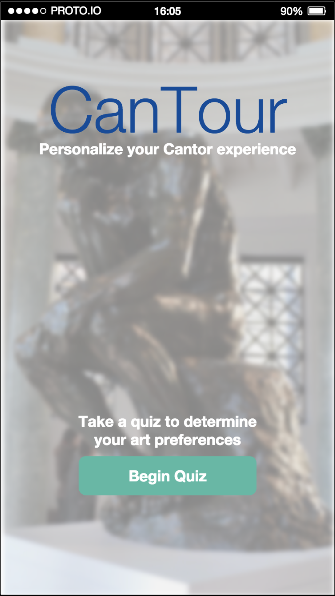 PROTO.IO 16:05 90%
CanTour
Personalize your Cantor experience
Take a quiz to determine
your art preferences
Begin Quiz